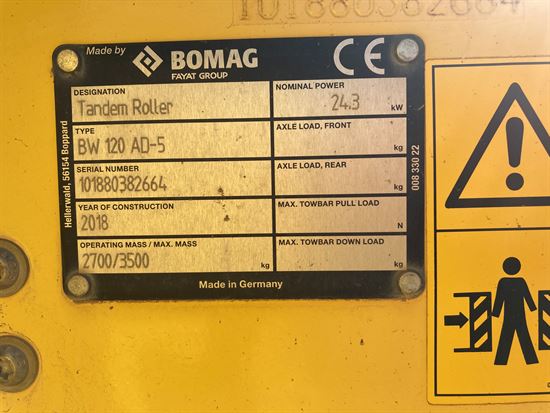 101880382664
Made by BOMAG CE
FAYAT GROUP
DESIGNATION
Tandem Roller
NOMINAL POWER
24.3 kW
TYPE
BW 120 AD-5
AXLE LOAD, FRONT
kg
SERIAL NUMBER
101880382664
AXLE LOAD, REAR
kg
YEAR OF CONSTRUCTION
2018
MAX. TOWBAR PULL LOAD
N
OPERATING MASS / MAX. MASS
2700/3500 kg
MAX. TOWBAR DOWN LOAD
kg
Made in Germany
Hellerwald, 56154 Boppard
008 330 22